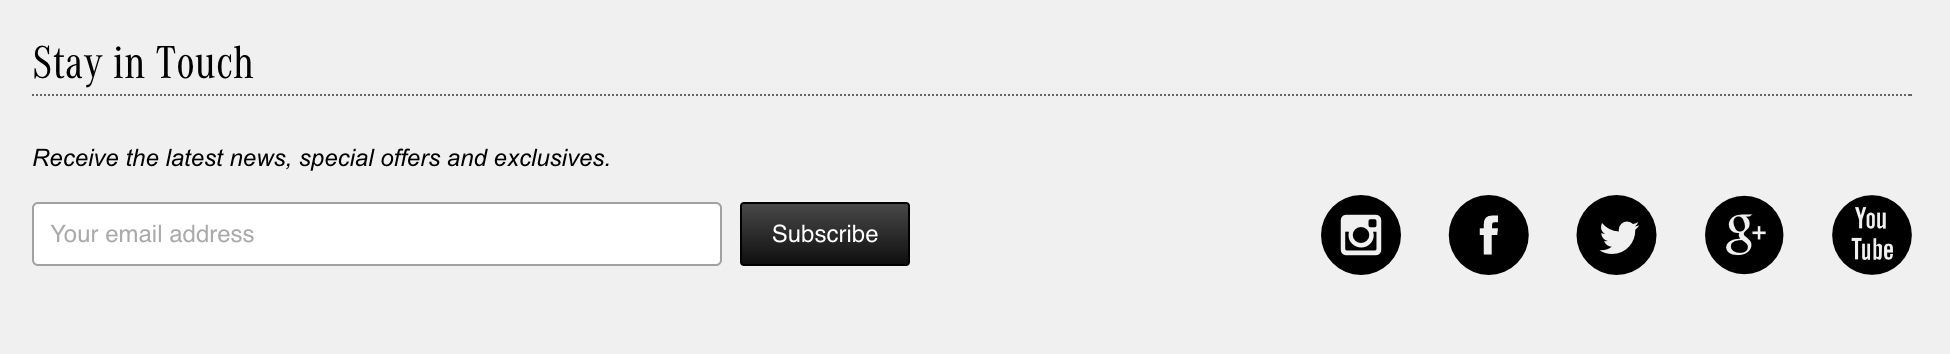 Stay in Touch
Receive the latest news, special offers and exclusives.
Your email address
Subscribe
f
g+
You
Tube